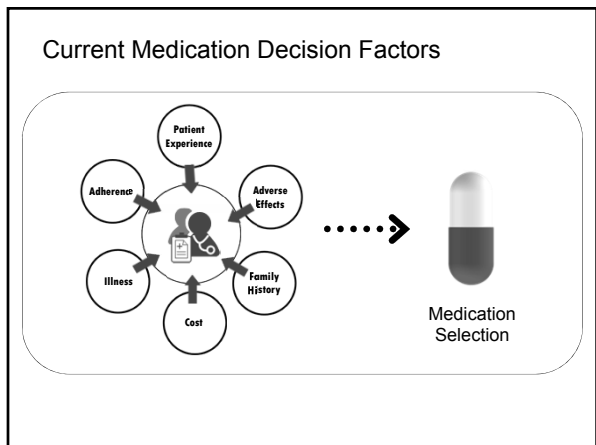 Current Medication Decision Factors
Patient
Experience
Adherence
Adverse
Effects
Illness
Family
History
Cost
Medication
Selection